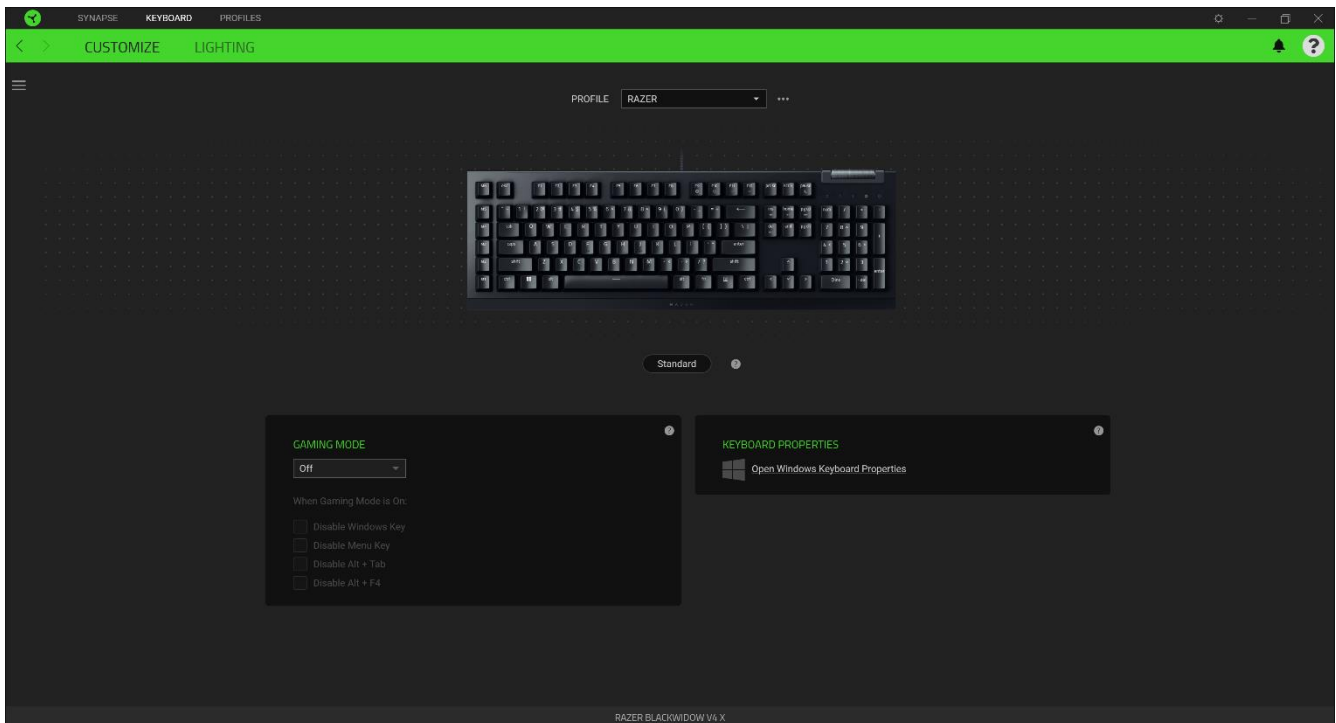 SYNAPSE KEYBOARD PROFILES
CUSTOMIZE LIGHTING
PROFILE RAZER
Standard
GAMING MODE
Off
When Gaming Mode is On:
Disable Windows Key
Disable Menu Key
Disable Alt + Tab
Disable Alt + F4
KEYBOARD PROPERTIES
Open Windows Keyboard Properties
RAZER BLACKWIDOW V4 X